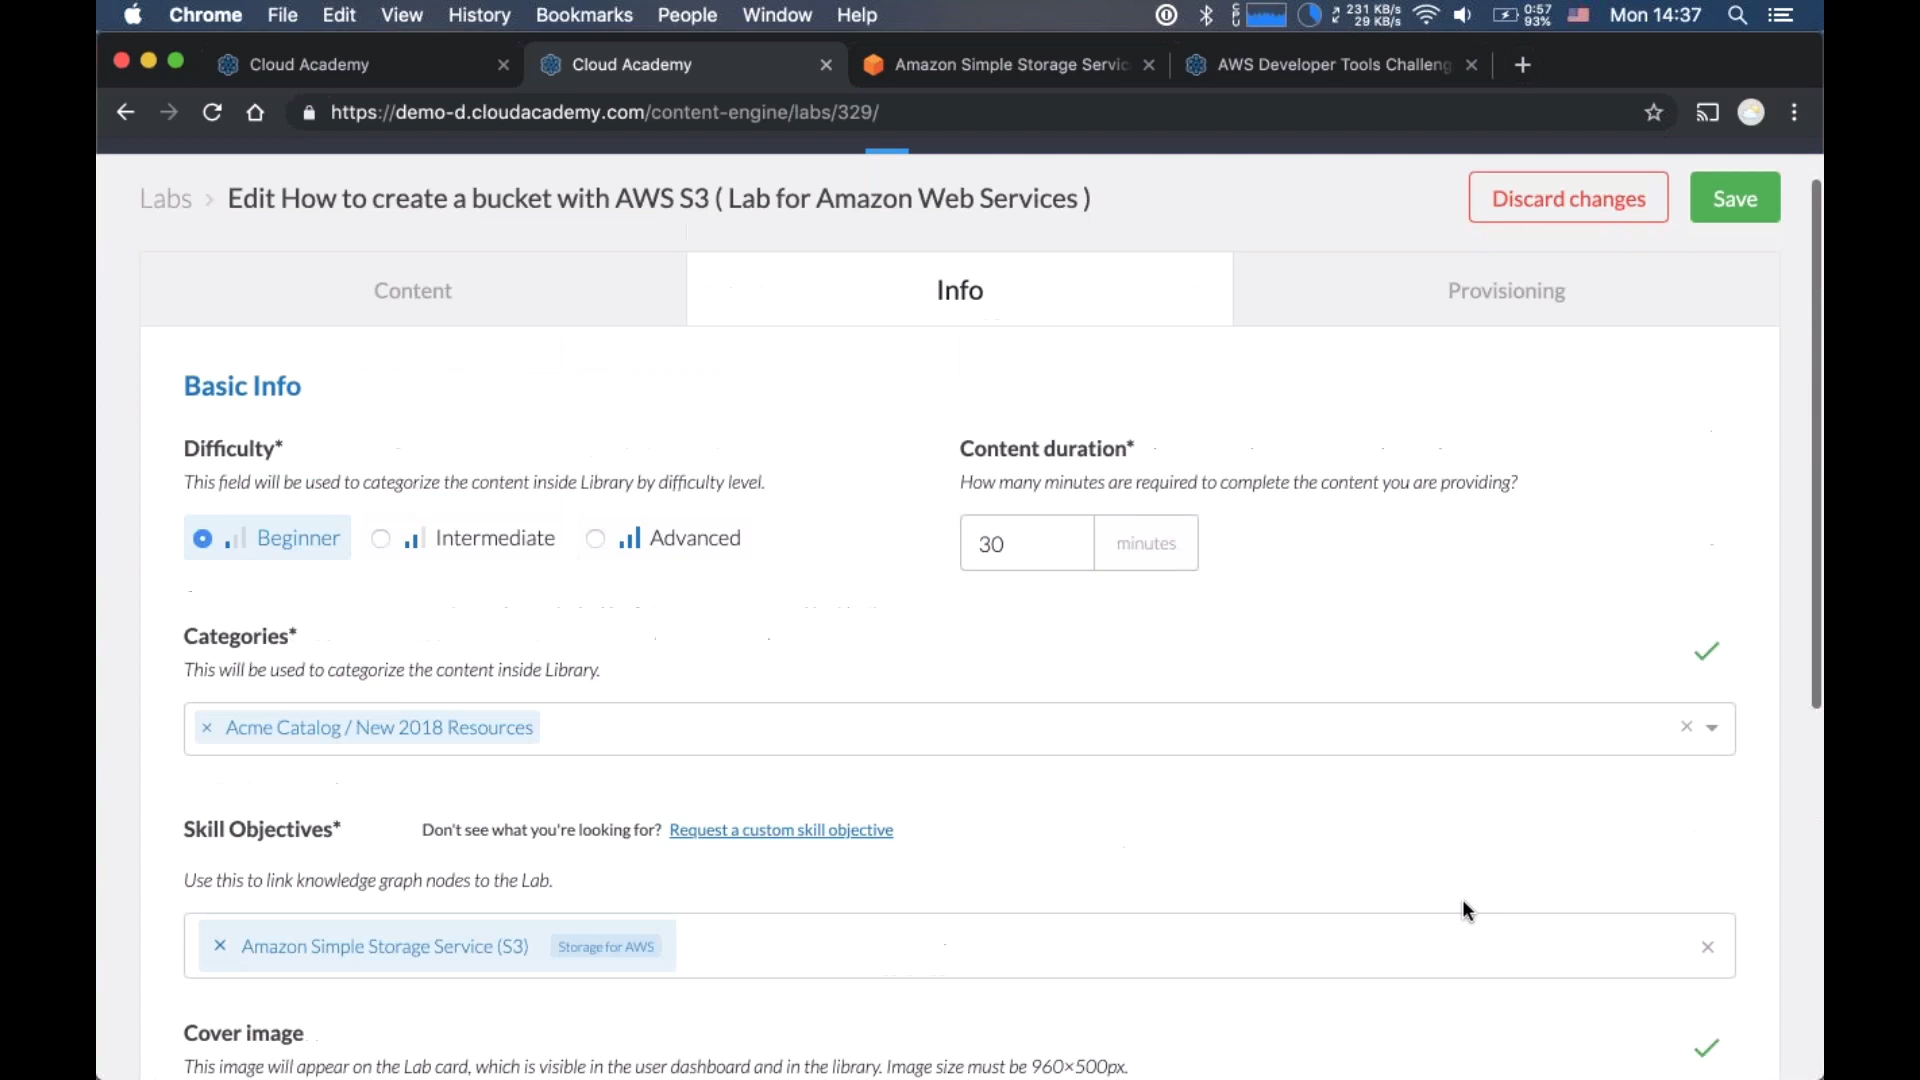 Chrome File Edit View History Bookmarks People Window Help 231 KB/s 29 KB/s 0:57 93% Mon 14:37
Cloud Academy Cloud Academy Amazon Simple Storage Servic AWS Developer Tools Challeng
https://demo-d.cloudacademy.com/content-engine/labs/329/
Labs > Edit How to create a bucket with AWS S3 ( Lab for Amazon Web Services ) Discard changes Save
Content Info Provisioning
Basic Info
Difficulty* Content duration*
This field will be used to categorize the content inside Library by difficulty level. How many minutes are required to complete the content you are providing?
Beginner Intermediate Advanced 30 minutes
Categories*
This will be used to categorize the content inside Library.
× Acme Catalog / New 2018 Resources ×
Skill Objectives* Don't see what you're looking for? Request a custom skill objective
Use this to link knowledge graph nodes to the Lab.
× Amazon Simple Storage Service (S3) Storage for AWS ×
Cover image
This image will appear on the Lab card, which is visible in the user dashboard and in the library. Image size must be 960×500px.